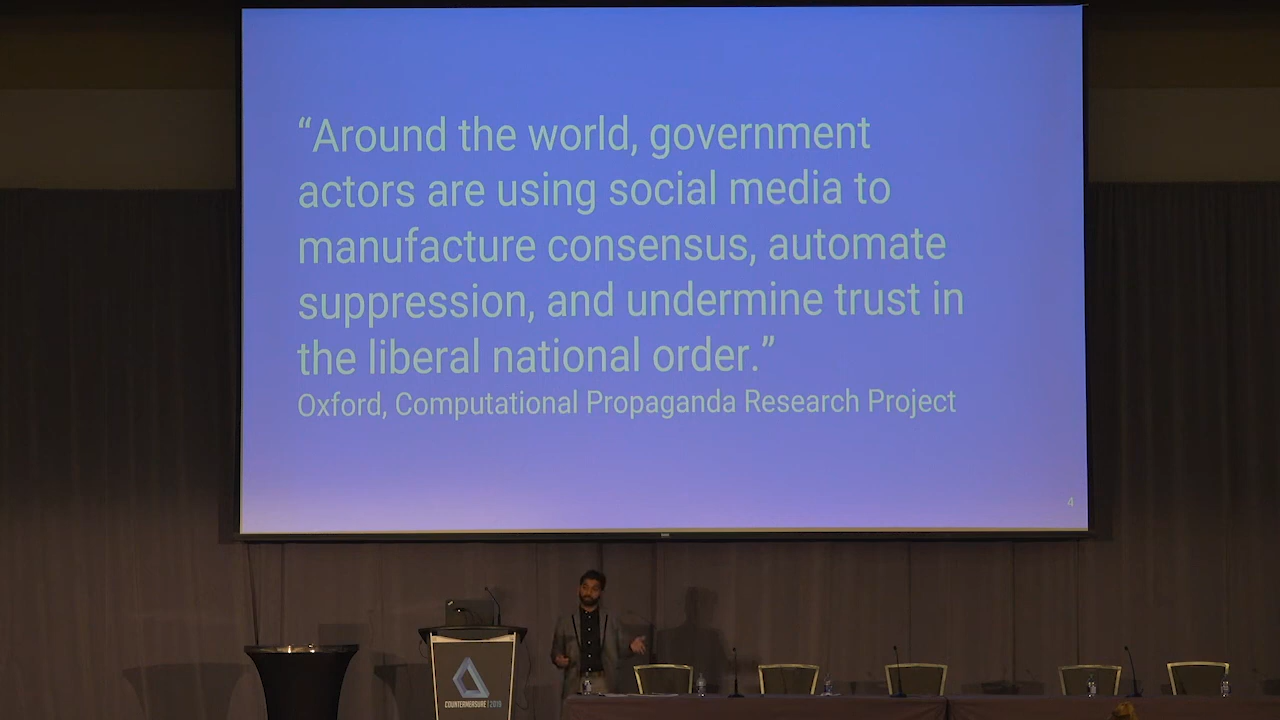 “Around the world, government
actors are using social media to
manufacture consensus, automate
suppression, and undermine trust in
the liberal national order.”
Oxford, Computational Propaganda Research Project
4
COUNTERMEASURE | 2019